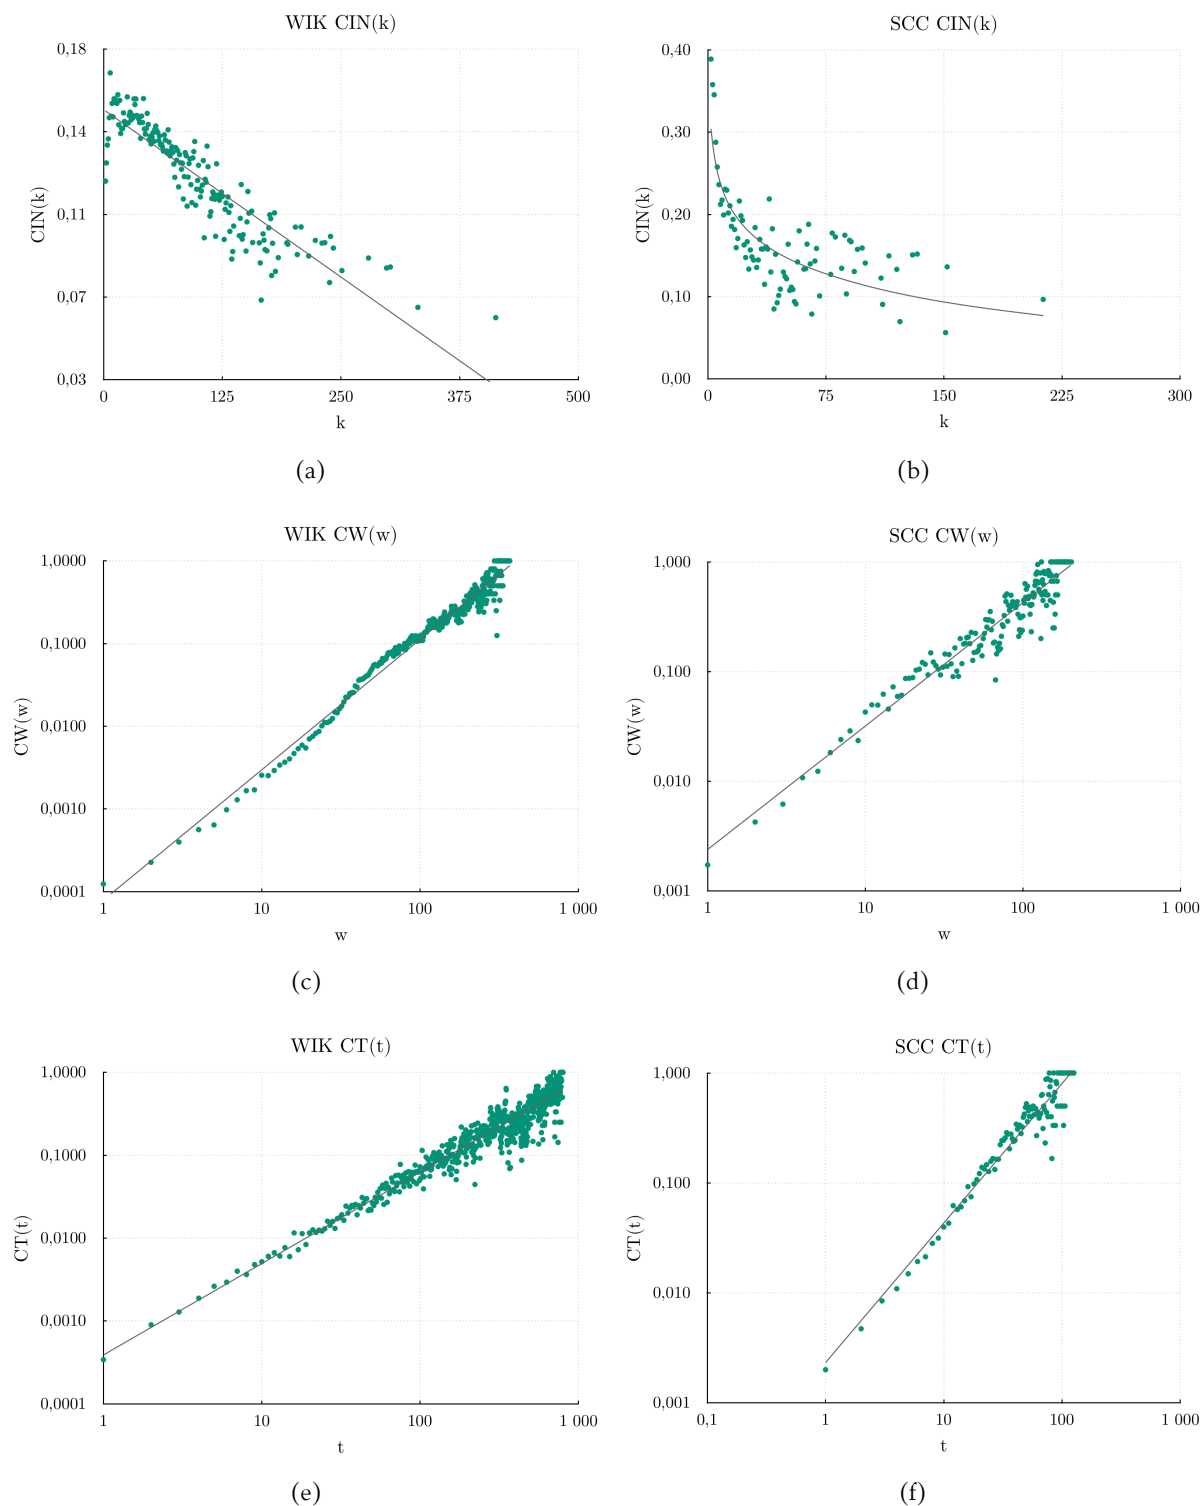 WIK CIN(k)
0,18
0,14
0,11
0,07
0,03
CIN(k)
0
125
250
375
500
k
(a)
SCC CIN(k)
0,40
0,30
0,20
0,10
0,00
CIN(k)
0
75
150
225
300
k
(b)
WIK CW(w)
1,0000
0,1000
0,0100
0,0010
0,0001
CW(w)
1
10
100
1 000
w
(c)
SCC CW(w)
1,000
0,100
0,010
0,001
CW(w)
1
10
100
1 000
w
(d)
WIK CT(t)
1,0000
0,1000
0,0100
0,0010
0,0001
CT(t)
1
10
100
1 000
t
(e)
SCC CT(t)
1,000
0,100
0,010
0,001
CT(t)
0,1
1
10
100
1 000
t
(f)